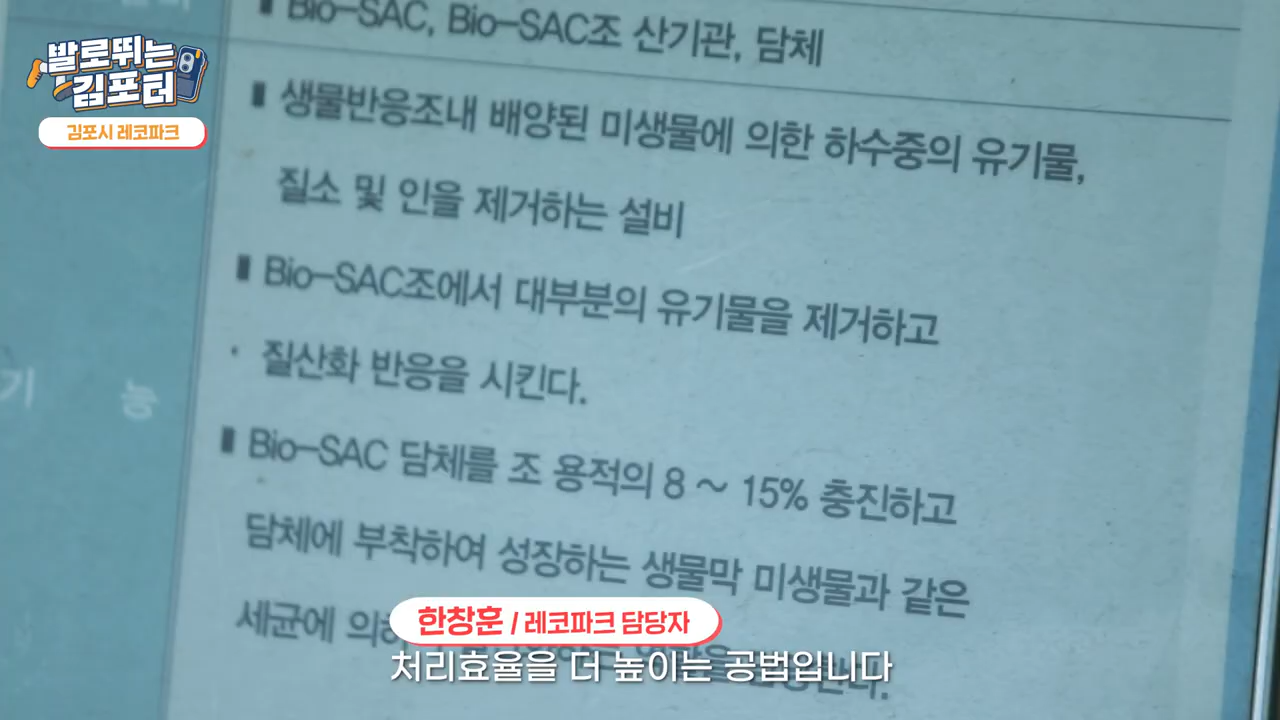 발로뛰는
김포터
김포시 레코파크
Bio-SAC, Bio-SAC조 산기관, 담체
생물반응조내 배양된 미생물에 의한 하수중의 유기물,
질소 및 인을 제거하는 설비
Bio-SAC조에서 대부분의 유기물을 제거하고
질산화 반응을 시킨다.
기 능
Bio-SAC 담체를 조 용적의 8 ~ 15% 충진하고
담체에 부착하여 성장하는 생물막 미생물과 같은
세균에 의해
한창훈 / 레코파크 담당자
처리효율을 더 높이는 공법입니다